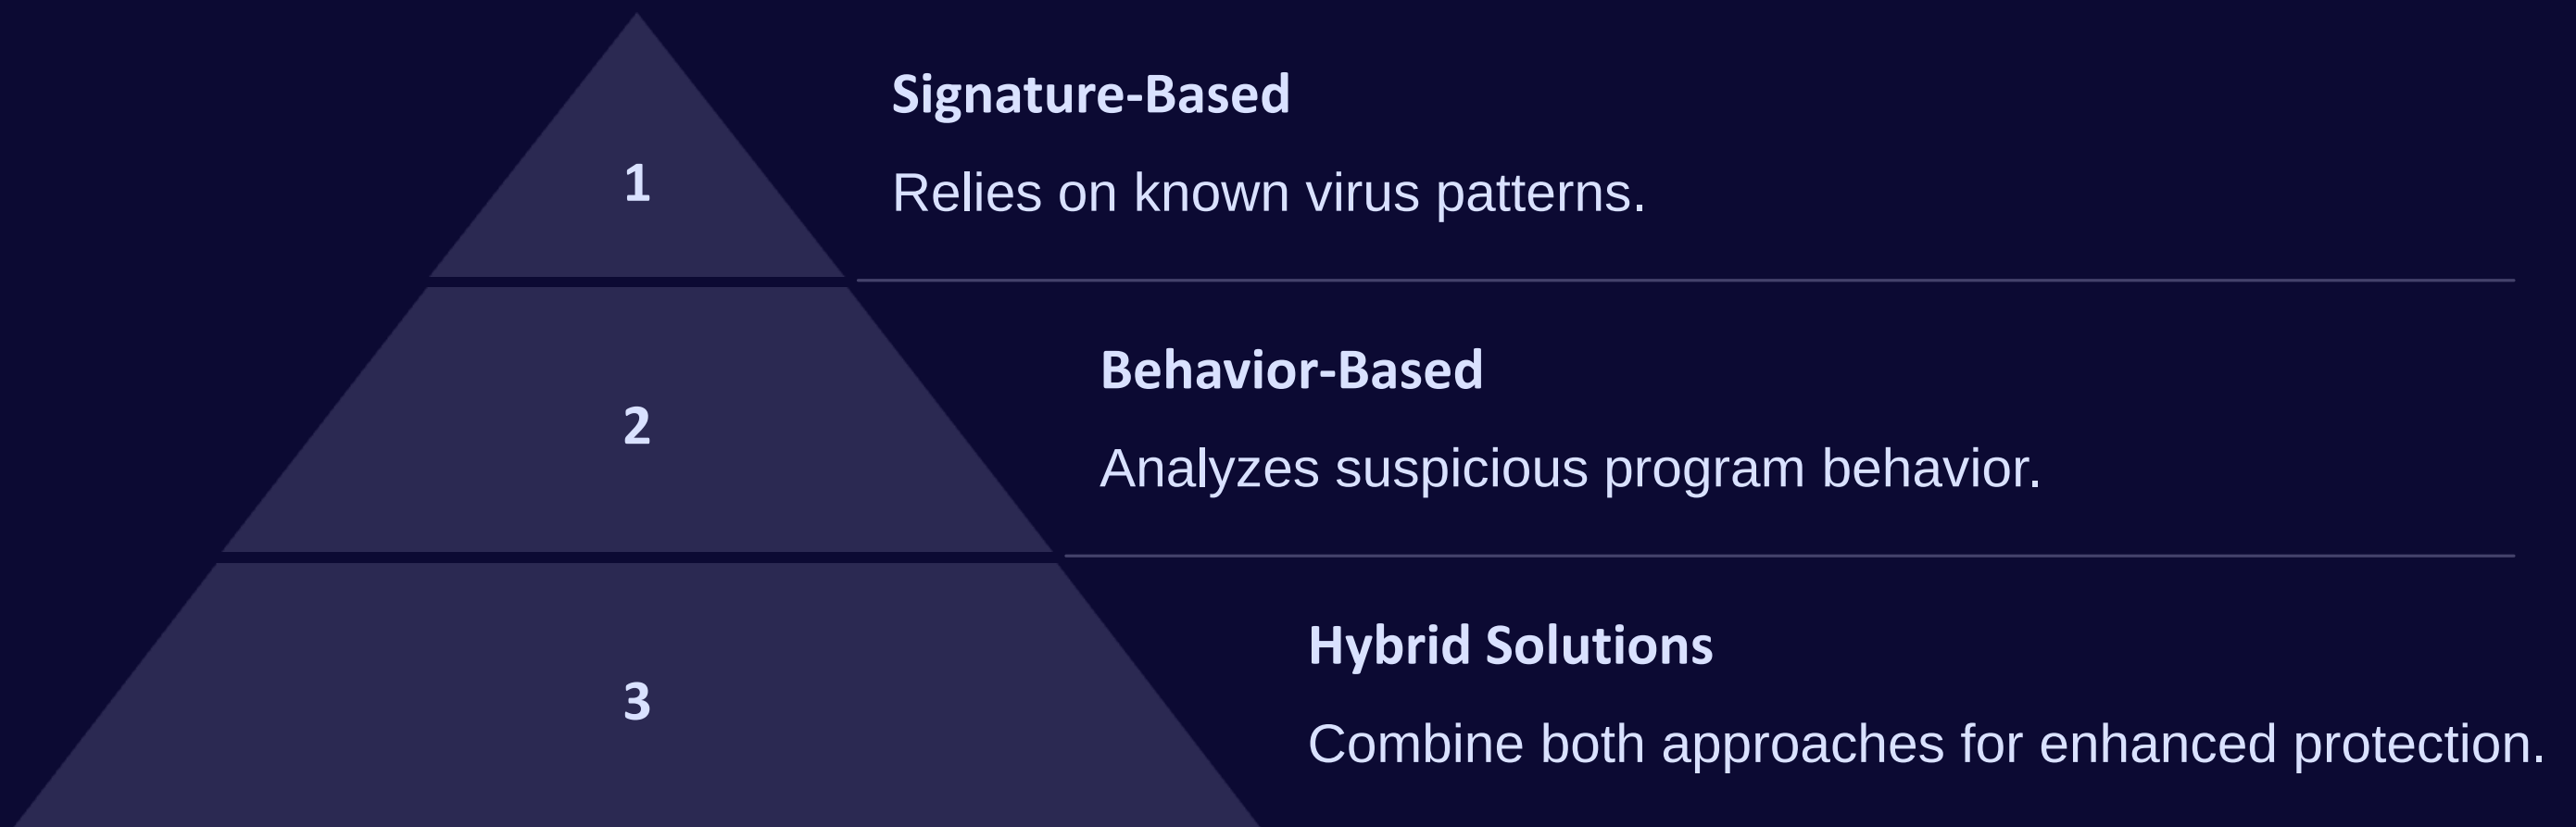 1
Signature-Based
Relies on known virus patterns.
2
Behavior-Based
Analyzes suspicious program behavior.
3
Hybrid Solutions
Combine both approaches for enhanced protection.